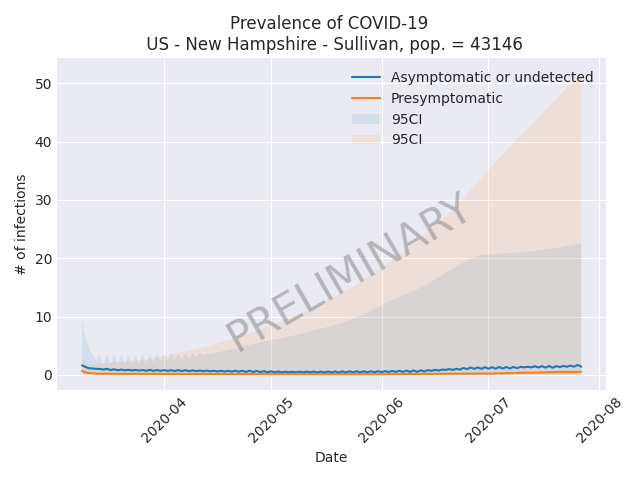 Prevalence of COVID-19
US - New Hampshire - Sullivan, pop. = 43146
Asymptomatic or undetected
Presymptomatic
95CI
95CI
50
40
30
20
10
0
# of infections
PRELIMINARY
2020-04
2020-05
2020-06
2020-07
2020-08
Date